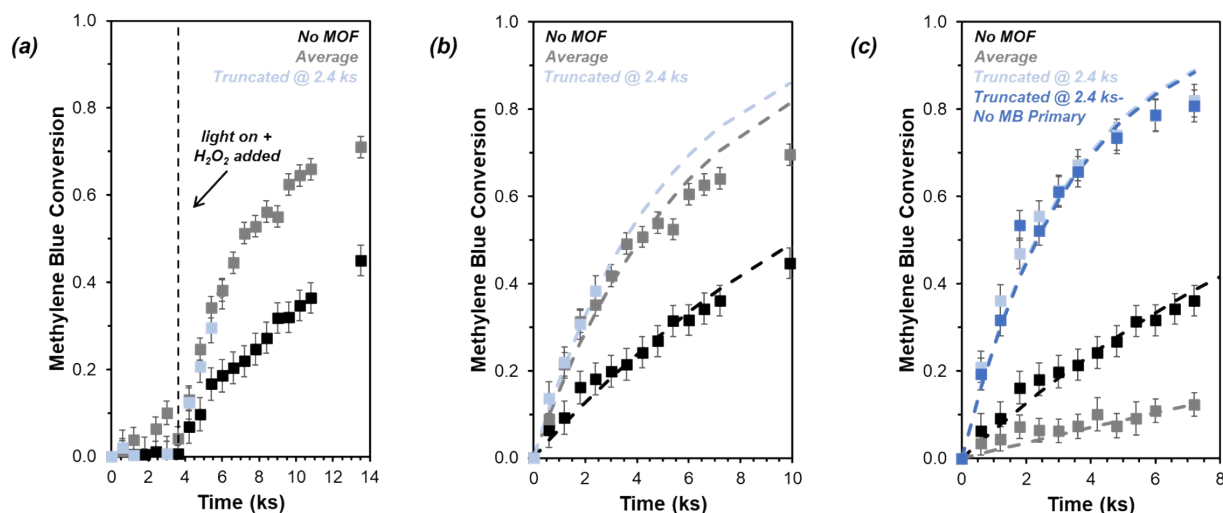 (a)
Methylene Blue Conversion
1.0
0.8
0.6
0.4
0.2
0.0
No MOF
Average
Truncated @ 2.4 ks
light on +
H₂O₂ added
0 2 4 6 8 10 12 14
Time (ks)
(b)
Methylene Blue Conversion
1.0
0.8
0.6
0.4
0.2
0.0
No MOF
Average
Truncated @ 2.4 ks
0 2 4 6 8 10
Time (ks)
(c)
Methylene Blue Conversion
1.0
0.8
0.6
0.4
0.2
0.0
No MOF
Average
Truncated @ 2.4 ks
Truncated @ 2.4 ks-
No MB Primary
0 2 4 6 8
Time (ks)